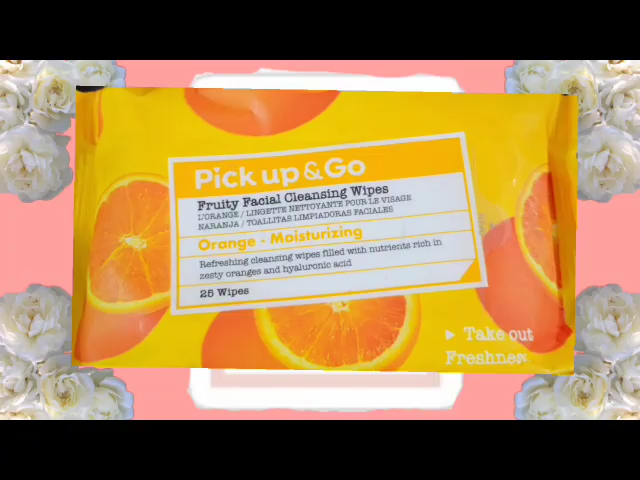 Pick up & Go
Fruity Facial Cleansing Wipes
L'ORANGE / LINGETTE NETTOYANTE POUR LE VISAGE
NARANJA / TOALLITAS LIMPIADORAS FACIALES
Orange - Moisturizing
Refreshing cleansing wipes filled with nutrients rich in
zesty oranges and hyaluronic acid
25 Wipes
▶ Take out
Freshness